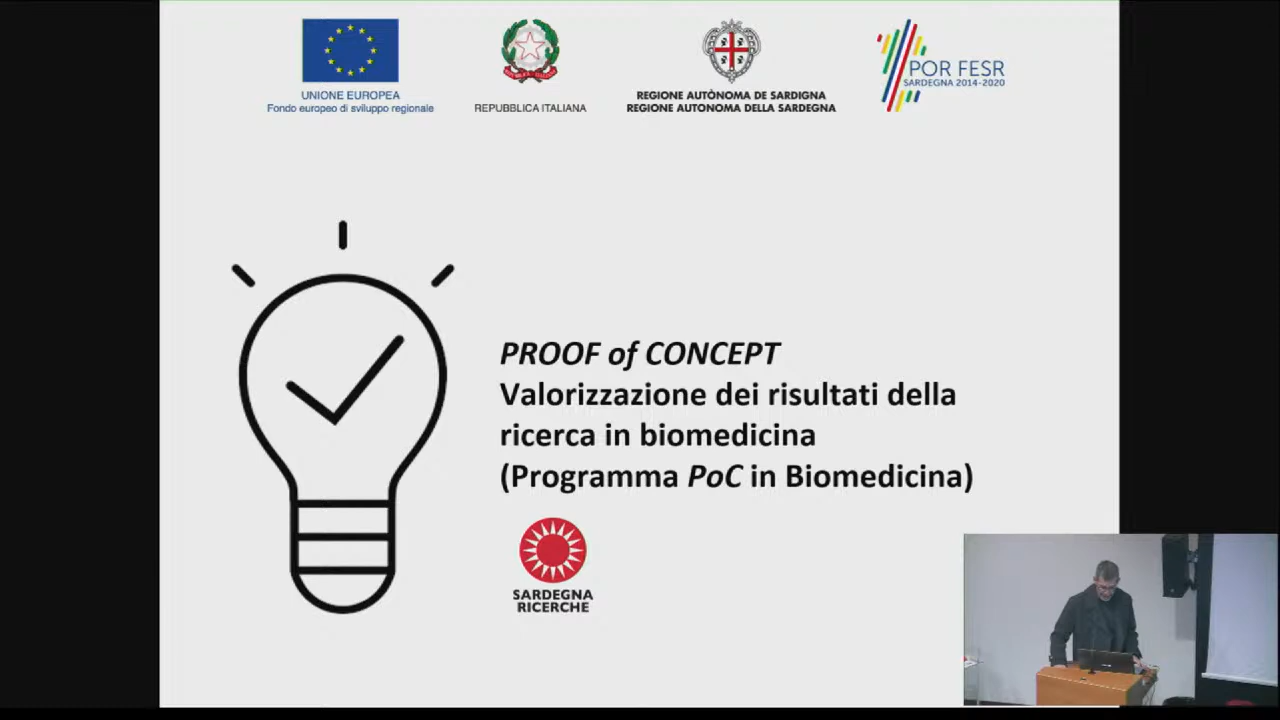 UNIONE EUROPEA
Fondo europeo di sviluppo regionale
REPUBBLICA ITALIANA
REGIONE AUTÒNOMA DE SARDIGNA
REGIONE AUTONOMA DELLA SARDEGNA
POR FESR
SARDEGNA 2014-2020
PROOF of CONCEPT
Valorizzazione dei risultati della
ricerca in biomedicina
(Programma PoC in Biomedicina)
SARDEGNA
RICERCHE